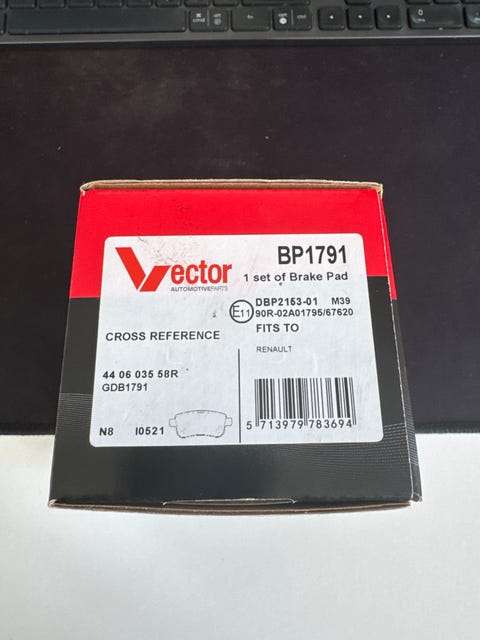 Vector
AUTOMOTIVEPARTS
BP1791
1 set of Brake Pad
DBP2153-01 M39
E11 90R-02A01795/67620
FITS TO
RENAULT
CROSS REFERENCE
44 06 035 58R
GDB1791
N8 I0521
5 713979 783694